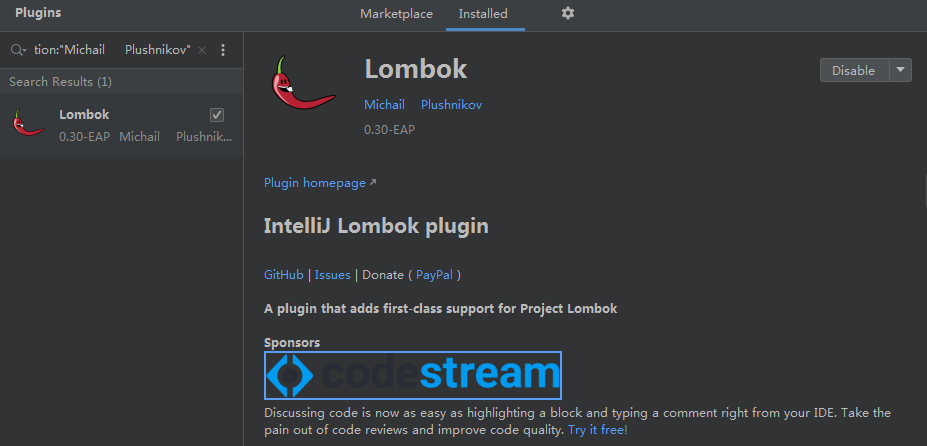 Plugins
Marketplace
Installed
tion:"Michail Plushnikov"
Search Results (1)
Lombok
0.30-EAP Michail Plushnik...
Lombok
Disable
Michail Plushnikov
0.30-EAP
Plugin homepage
IntelliJ Lombok plugin
GitHub | Issues | Donate ( PayPal )
A plugin that adds first-class support for Project Lombok
Sponsors
codestream
Discussing code is now as easy as highlighting a block and typing a comment right from your IDE. Take the
pain out of code reviews and improve code quality. Try it free!